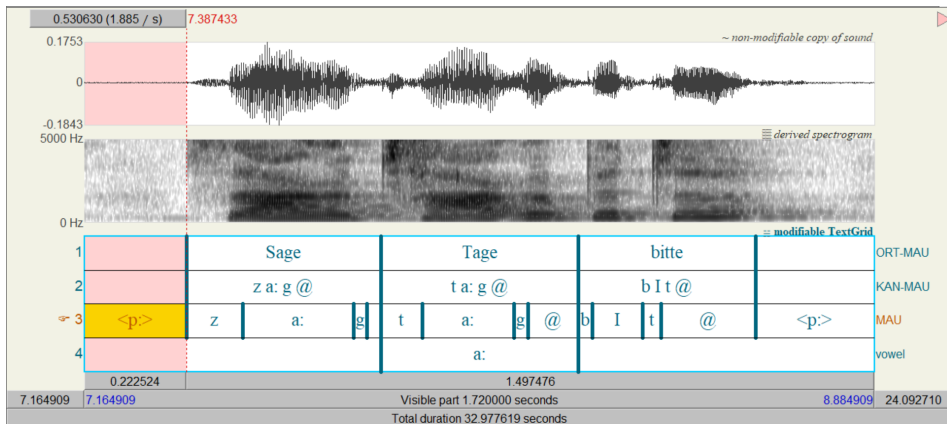 0.530630 (1.885 / s) 7.387433
0.1753 ~ non-modifiable copy of sound
0
-0.1843
5000 Hz derived spectrogram
0 Hz
modifiable TextGrid
1 Sage Tage bitte ORT-MAU
2 z a: g @ t a: g @ b I t @ KAN-MAU
☞ 3 <p:> z a: g t a: g @ b I t @ <p:> MAU
4 a: vowel
0.222524 1.497476
7.164909 7.164909 Visible part 1.720000 seconds 8.884909 24.092710
Total duration 32.977619 seconds